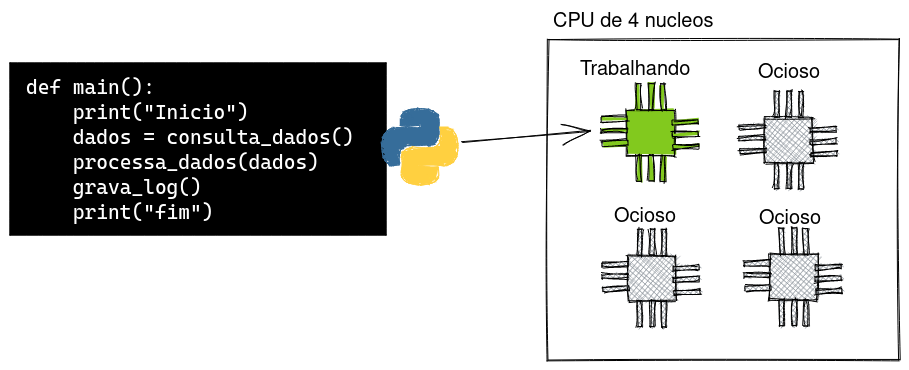 CPU de 4 nucleos
def main():
    print("Inicio")
    dados = consulta_dados()
    processa_dados(dados)
    grava_log()
    print("fim")
Trabalhando
Ocioso
Ocioso
Ocioso